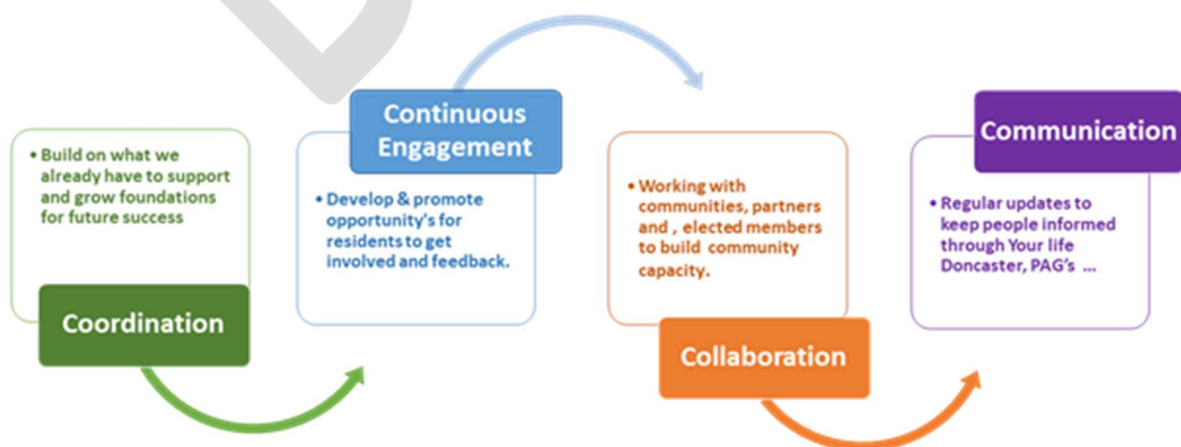 • Build on what we
already have to support
and grow foundations
for future success
Coordination
Continuous
Engagement
• Develop & promote
opportunity's for
residents to get
involved and feedback.
• Working with
communities, partners
and , elected members
to build community
capacity.
Collaboration
Communication
• Regular updates to
keep people informed
through Your life
Doncaster, PAG's ...